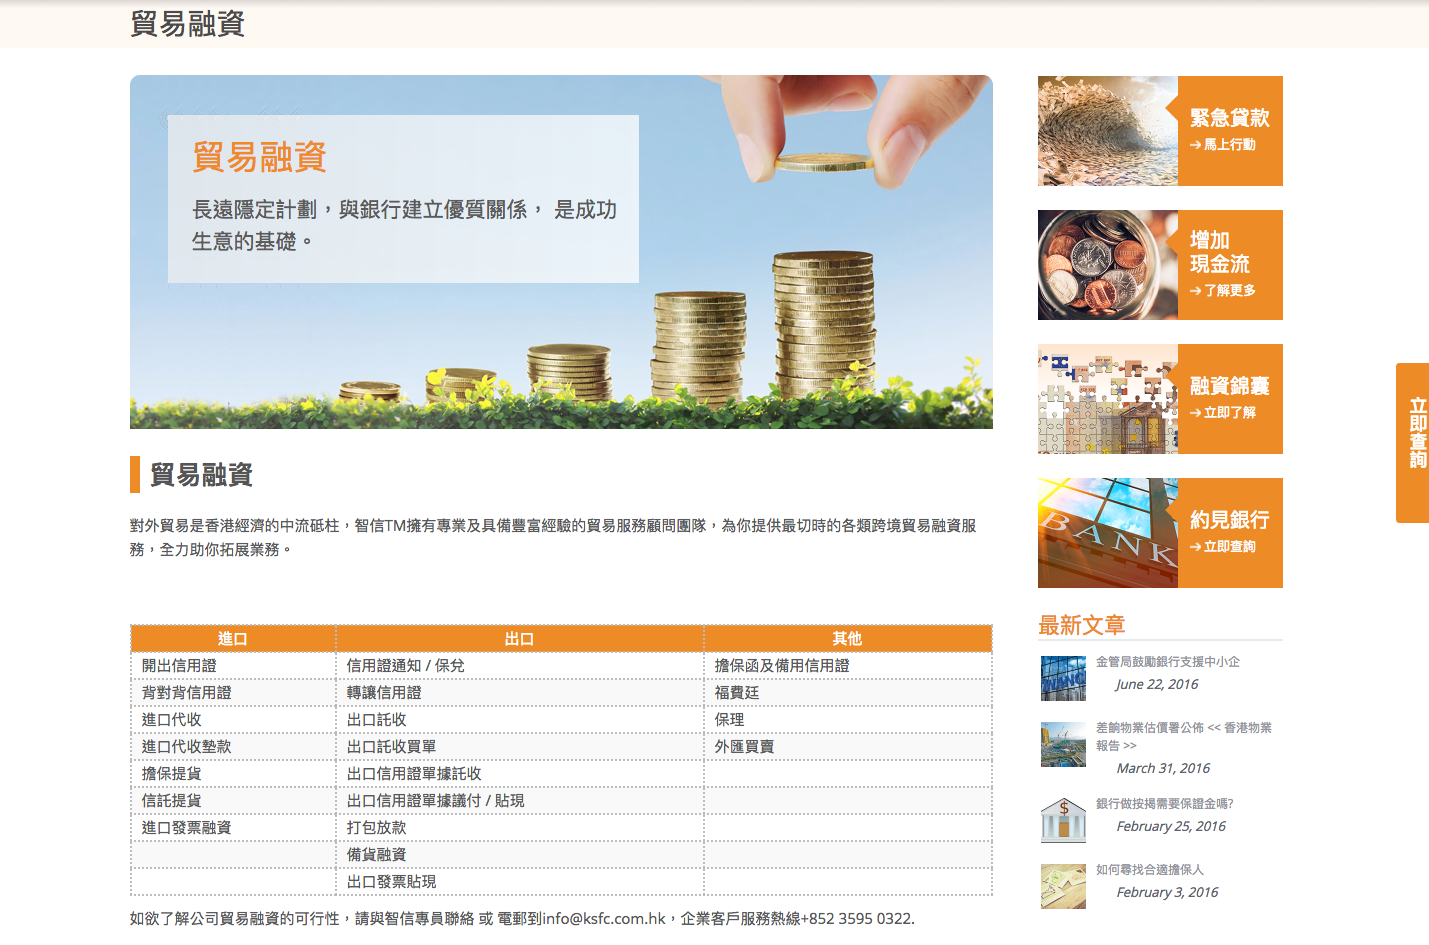 貿易融資
貿易融資
長遠隱定計劃，與銀行建立優質關係， 是成功
生意的基礎。
貿易融資
對外貿易是香港經濟的中流砥柱，智信TM擁有專業及具備豐富經驗的貿易服務顧問團隊，為你提供最切時的各類跨境貿易融資服
務，全力助你拓展業務。
進口 出口 其他
開出信用證 信用證通知 / 保兌 擔保函及備用信用證
背對背信用證 轉讓信用證 福費廷
進口代收 出口託收 保理
進口代收墊款 出口託收買單 外匯買賣
擔保提貨 出口信用證單據託收
信託提貨 出口信用證單據議付 / 貼現
進口發票融資 打包放款
備貨融資
出口發票貼現
如欲了解公司貿易融資的可行性，請與智信專員聯絡 或 電郵到info@ksfc.com.hk，企業客戶服務熱線+852 3595 0322.
緊急貸款
→ 馬上行動
增加
現金流
→ 了解更多
融資錦囊
→ 立即了解
BANK
約見銀行
→ 立即查詢
最新文章
金管局鼓勵銀行支援中小企
June 22, 2016
差餉物業估價署公佈 << 香港物業
報告 >>
March 31, 2016
銀行做按揭需要保證金嗎?
February 25, 2016
如何尋找合適擔保人
February 3, 2016
立即查詢